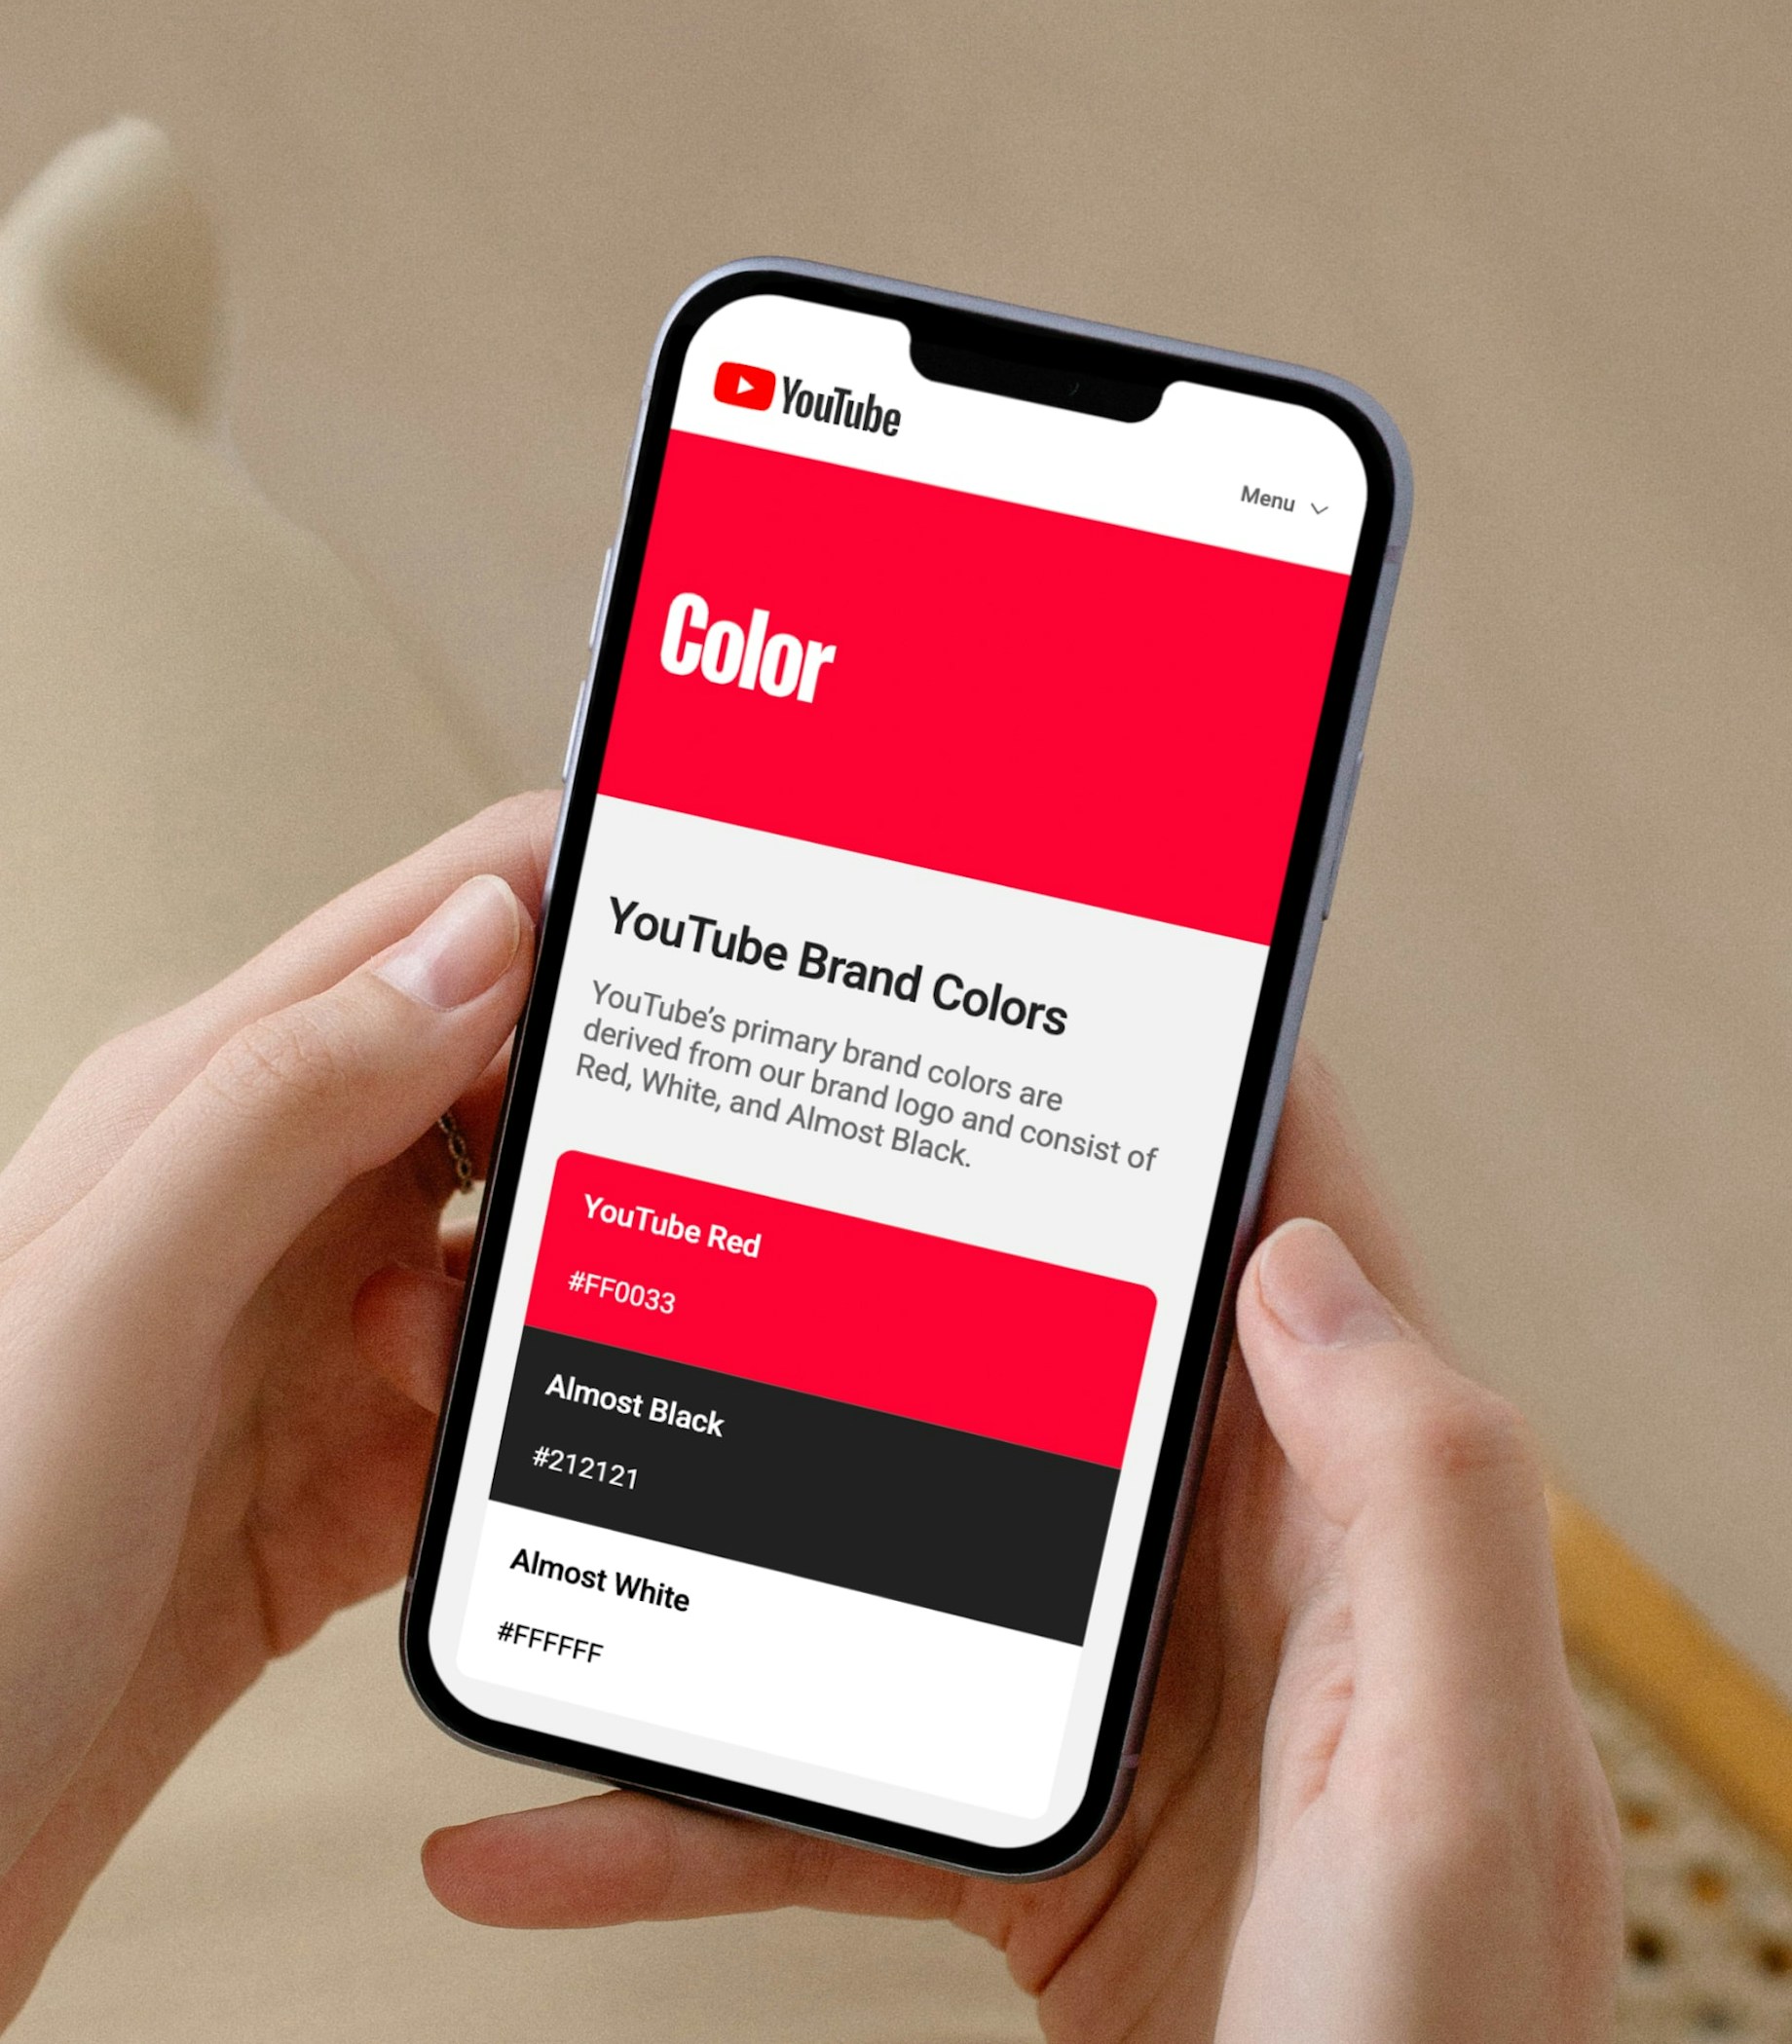 YouTube
Menu
Color
YouTube Brand Colors
YouTube’s primary brand colors are
derived from our brand logo and consist of
Red, White, and Almost Black.
YouTube Red
#FF0033
Almost Black
#212121
Almost White
#FFFFFF